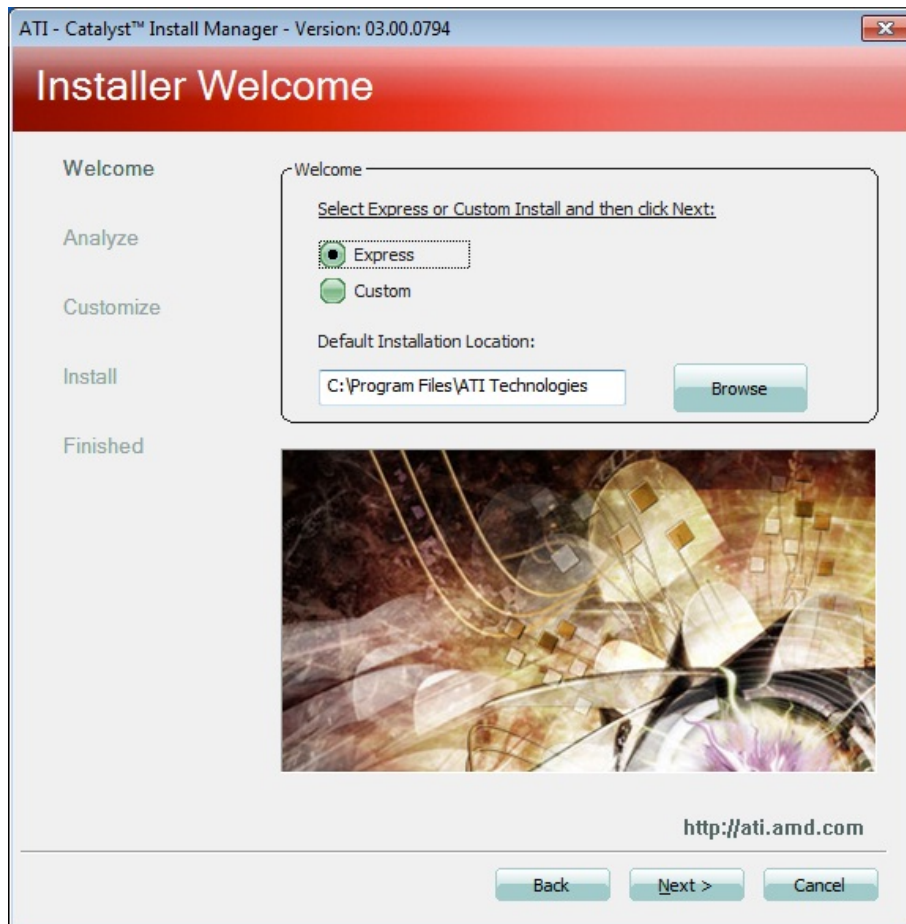 ATI - Catalyst™ Install Manager - Version: 03.00.0794
Installer Welcome
Welcome
Analyze
Customize
Install
Finished
Welcome
Select Express or Custom Install and then click Next:
Express
Custom
Default Installation Location:
C:\Program Files\ATI Technologies
Browse
http://ati.amd.com
Back
Next >
Cancel